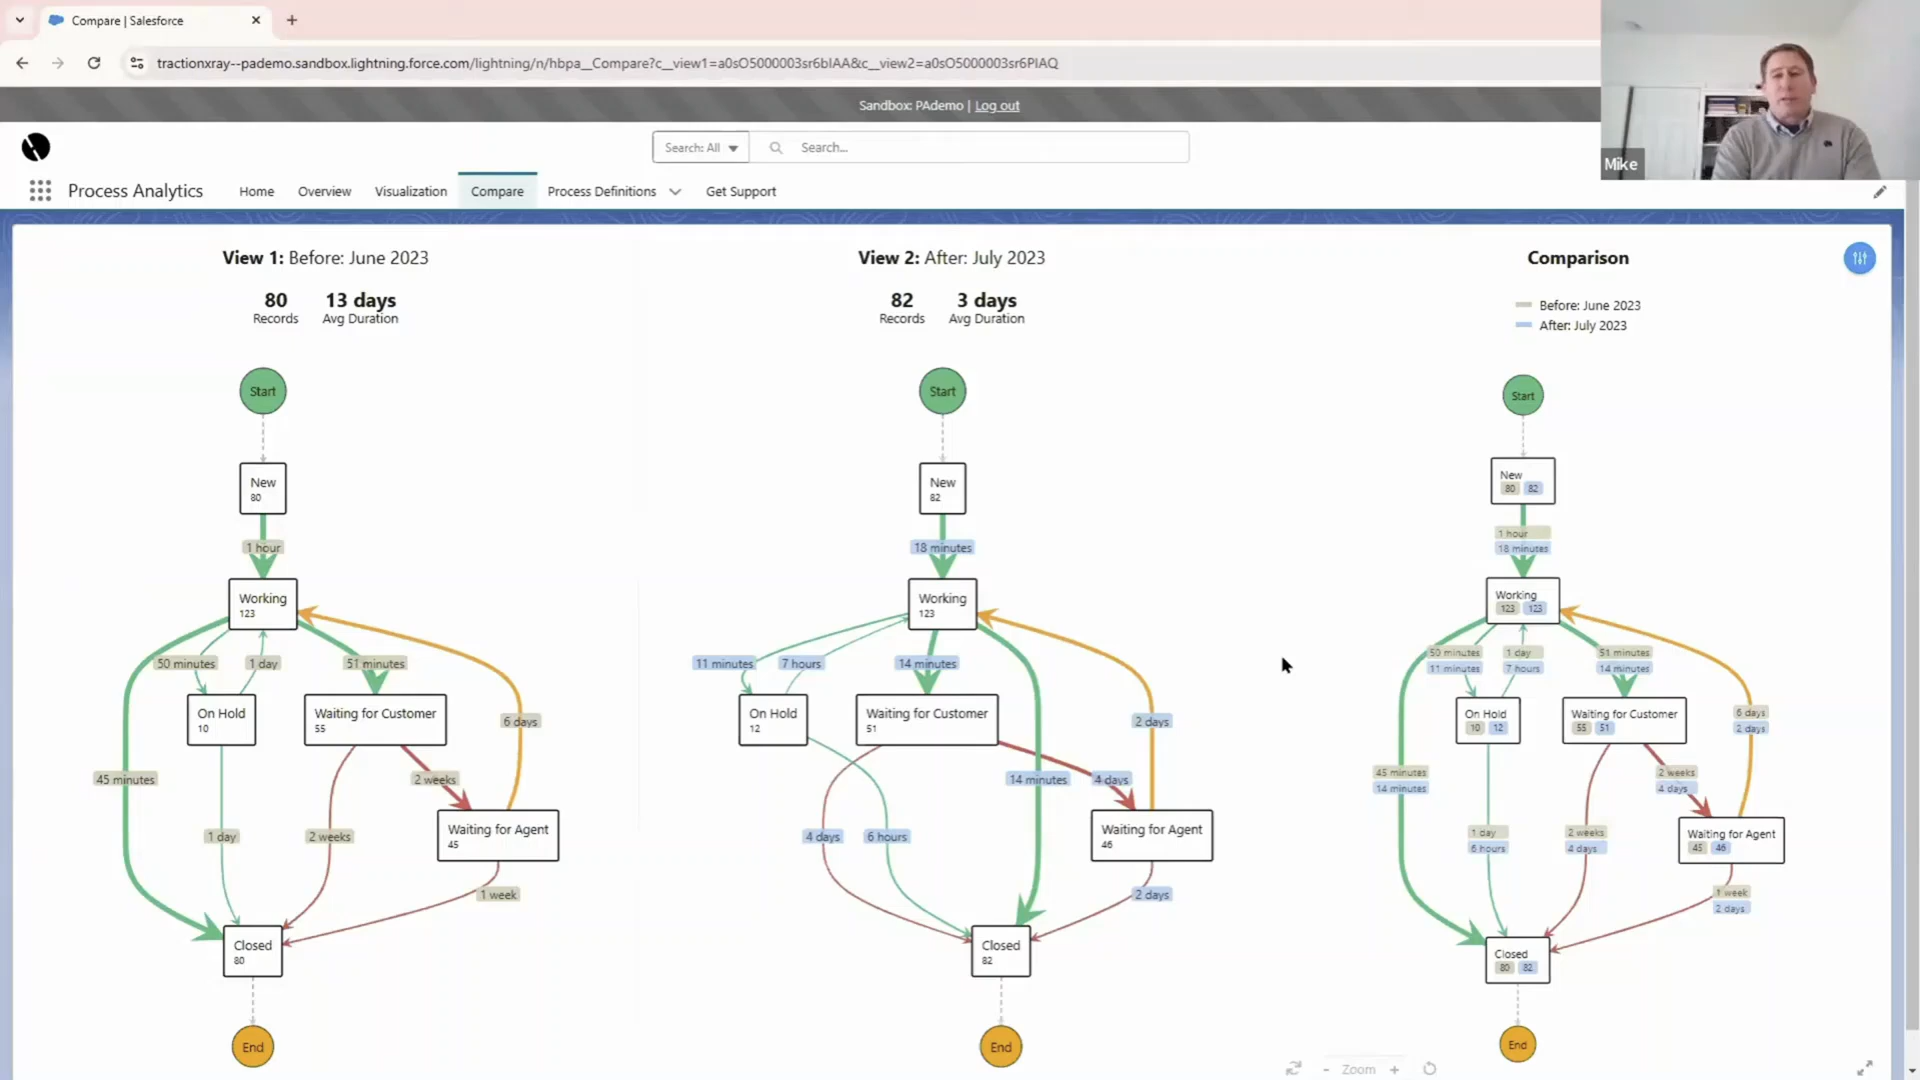 Compare | Salesforce
tractionxray--pademo.sandbox.lightning.force.com/lightning/n/hbpa__Compare?c__view1=a0sO5000003sr6bIAA&c__view2=a0sO5000003sr6PIAQ
Sandbox: PAdemo | Log out
Mike
Search: All
Search...
Process Analytics
Home
Overview
Visualization
Compare
Process Definitions
Get Support
View 1: Before: June 2023
80
Records
13 days
Avg Duration
Start
New
80
1 hour
Working
123
50 minutes
1 day
51 minutes
On Hold
10
Waiting for Customer
55
6 days
45 minutes
2 weeks
1 day
2 weeks
Waiting for Agent
45
1 week
Closed
80
End
View 2: After: July 2023
82
Records
3 days
Avg Duration
Start
New
82
18 minutes
Working
123
11 minutes
7 hours
14 minutes
On Hold
12
Waiting for Customer
51
2 days
14 minutes
4 days
4 days
6 hours
Waiting for Agent
46
2 days
Closed
82
End
Comparison
Before: June 2023
After: July 2023
Start
New
80 82
1 hour
18 minutes
Working
123 123
50 minutes
11 minutes
1 day
7 hours
51 minutes
14 minutes
On Hold
10 12
Waiting for Customer
55 51
6 days
2 days
45 minutes
14 minutes
2 weeks
4 days
1 day
6 hours
2 weeks
4 days
Waiting for Agent
45 46
1 week
2 days
Closed
80 82
End
- Zoom +